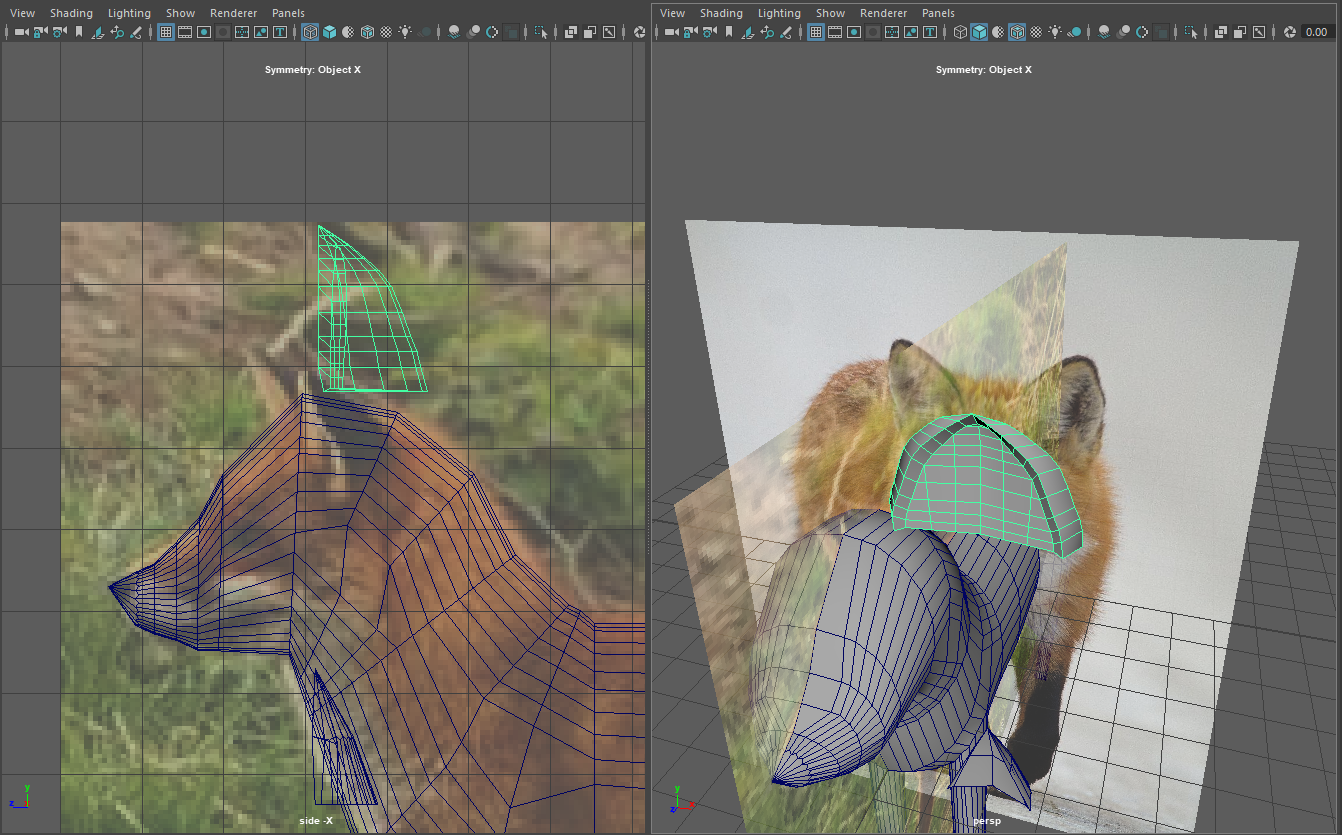 View Shading Lighting Show Renderer Panels
View Shading Lighting Show Renderer Panels
0.00
Symmetry: Object X
Symmetry: Object X
y
z
x
side -X
y
z
x
persp